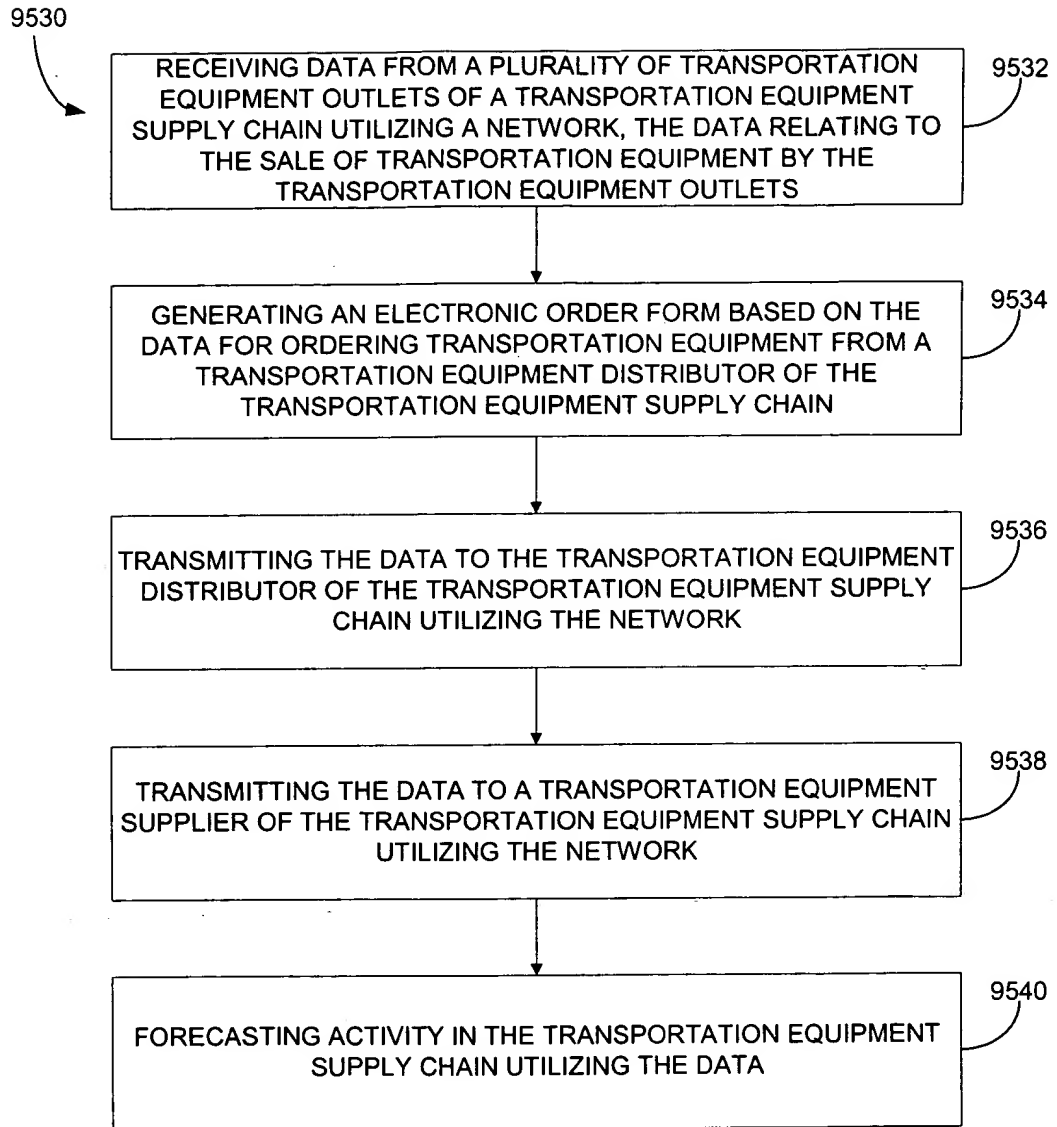 9530
RECEIVING DATA FROM A PLURALITY OF TRANSPORTATION
EQUIPMENT OUTLETS OF A TRANSPORTATION EQUIPMENT
SUPPLY CHAIN UTILIZING A NETWORK, THE DATA RELATING TO
THE SALE OF TRANSPORTATION EQUIPMENT BY THE
TRANSPORTATION EQUIPMENT OUTLETS
9532
GENERATING AN ELECTRONIC ORDER FORM BASED ON THE
DATA FOR ORDERING TRANSPORTATION EQUIPMENT FROM A
TRANSPORTATION EQUIPMENT DISTRIBUTOR OF THE
TRANSPORTATION EQUIPMENT SUPPLY CHAIN
9534
TRANSMITTING THE DATA TO THE TRANSPORTATION EQUIPMENT
DISTRIBUTOR OF THE TRANSPORTATION EQUIPMENT SUPPLY
CHAIN UTILIZING THE NETWORK
9536
TRANSMITTING THE DATA TO A TRANSPORTATION EQUIPMENT
SUPPLIER OF THE TRANSPORTATION EQUIPMENT SUPPLY CHAIN
UTILIZING THE NETWORK
9538
FORECASTING ACTIVITY IN THE TRANSPORTATION EQUIPMENT
SUPPLY CHAIN UTILIZING THE DATA
9540